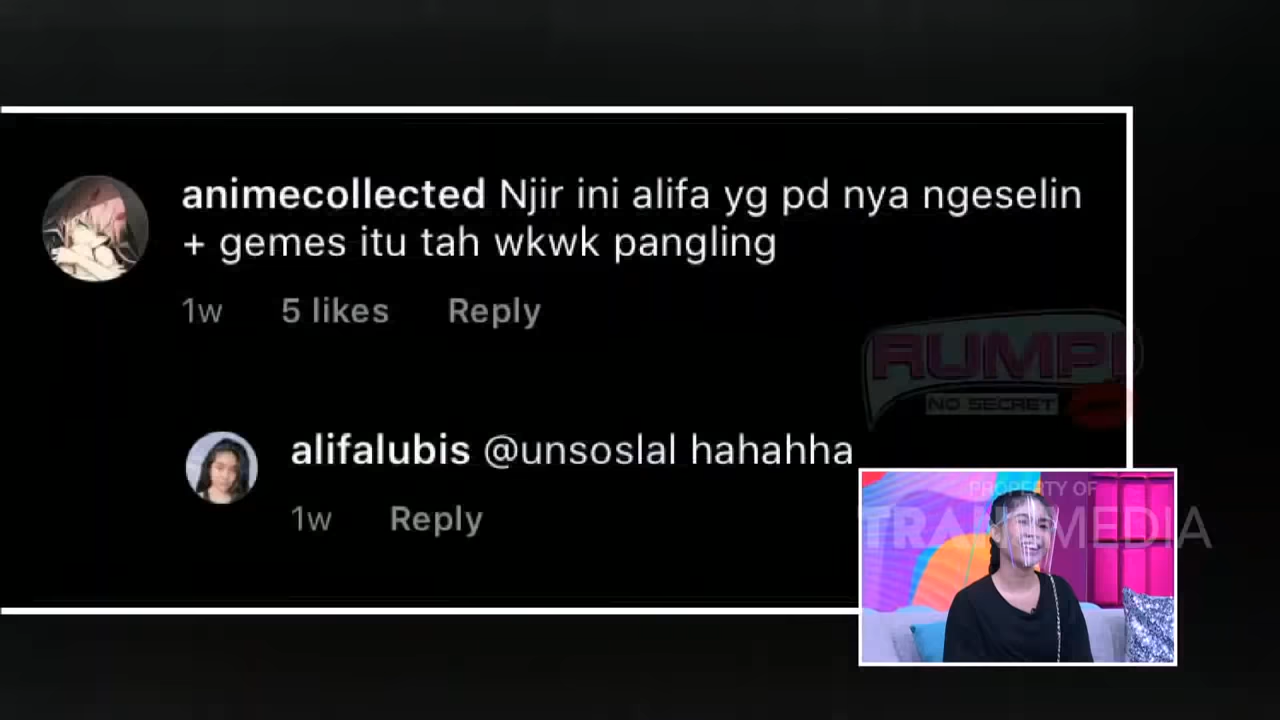 animecollected Njir ini alifa yg pd nya ngeselin
+ gemes itu tah wkwk pangling
1w 5 likes Reply
RUMPI
NO SECRET
alifalubis @unsoslal hahahha
1w Reply
PROPERTY OF
TRANSMEDIA